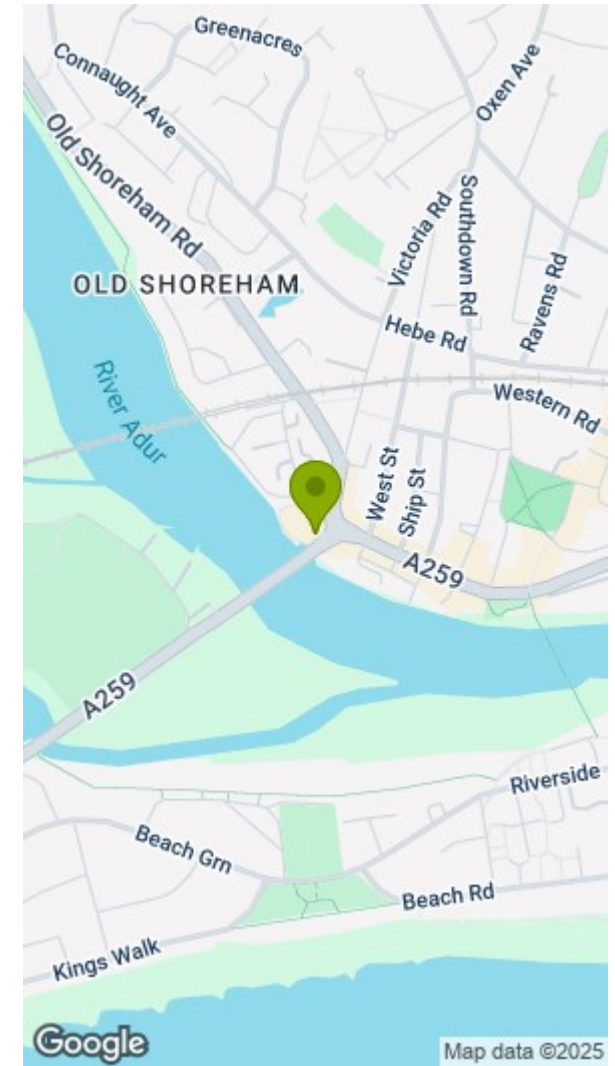 Greenacres
Connaught Ave
Oxen Ave
Old Shoreham Rd
Victoria Rd
Southdown Rd
OLD SHOREHAM
Ravens Rd
Hebe Rd
River Adur
Western Rd
West St
Ship St
A259
A259
Riverside
Beach Grn
Beach Rd
Kings Walk
Google
Map data ©2025